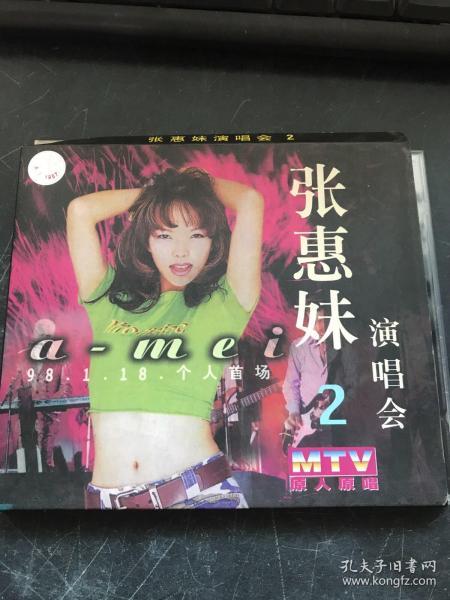 张惠妹演唱会 2
1987
张惠妹
演唱会
2
a-mei
98.1.18.个人首场
MTV
原人原唱
孔夫子旧书网
www.kongfz.com